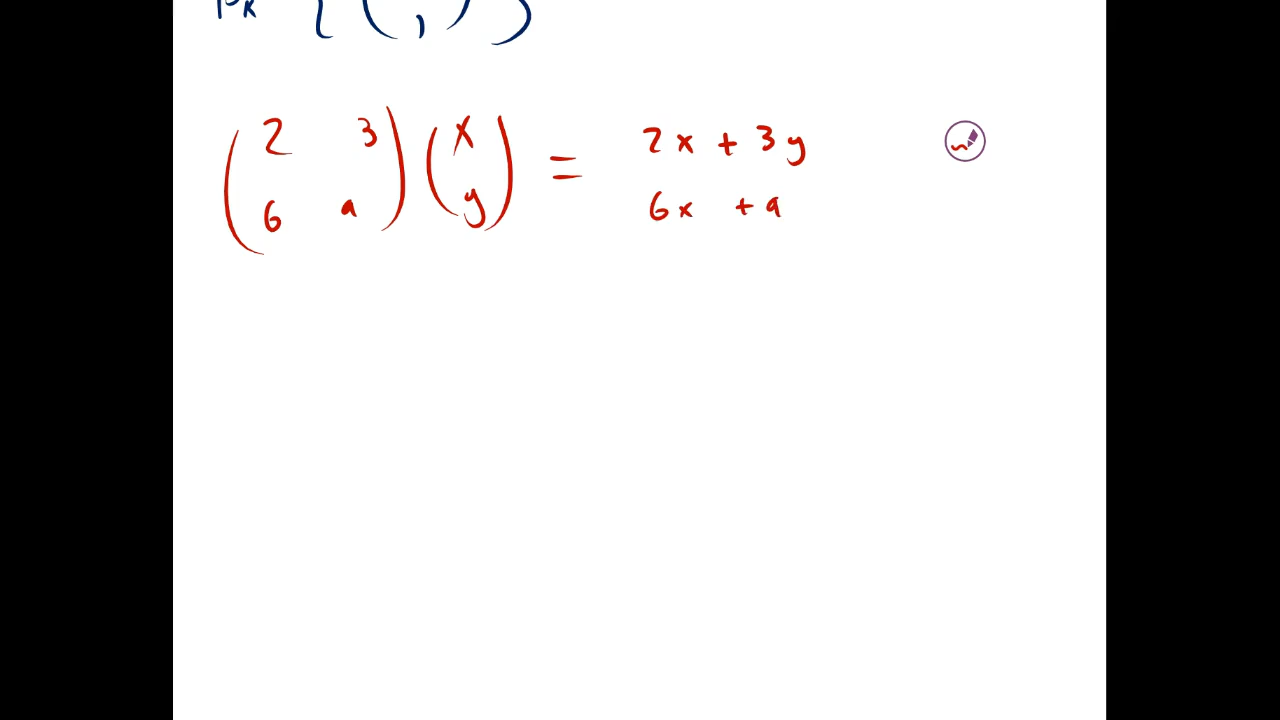 ( 2 3 ) ( x ) = 2x + 3y
( 6 a ) ( y ) 6x + a